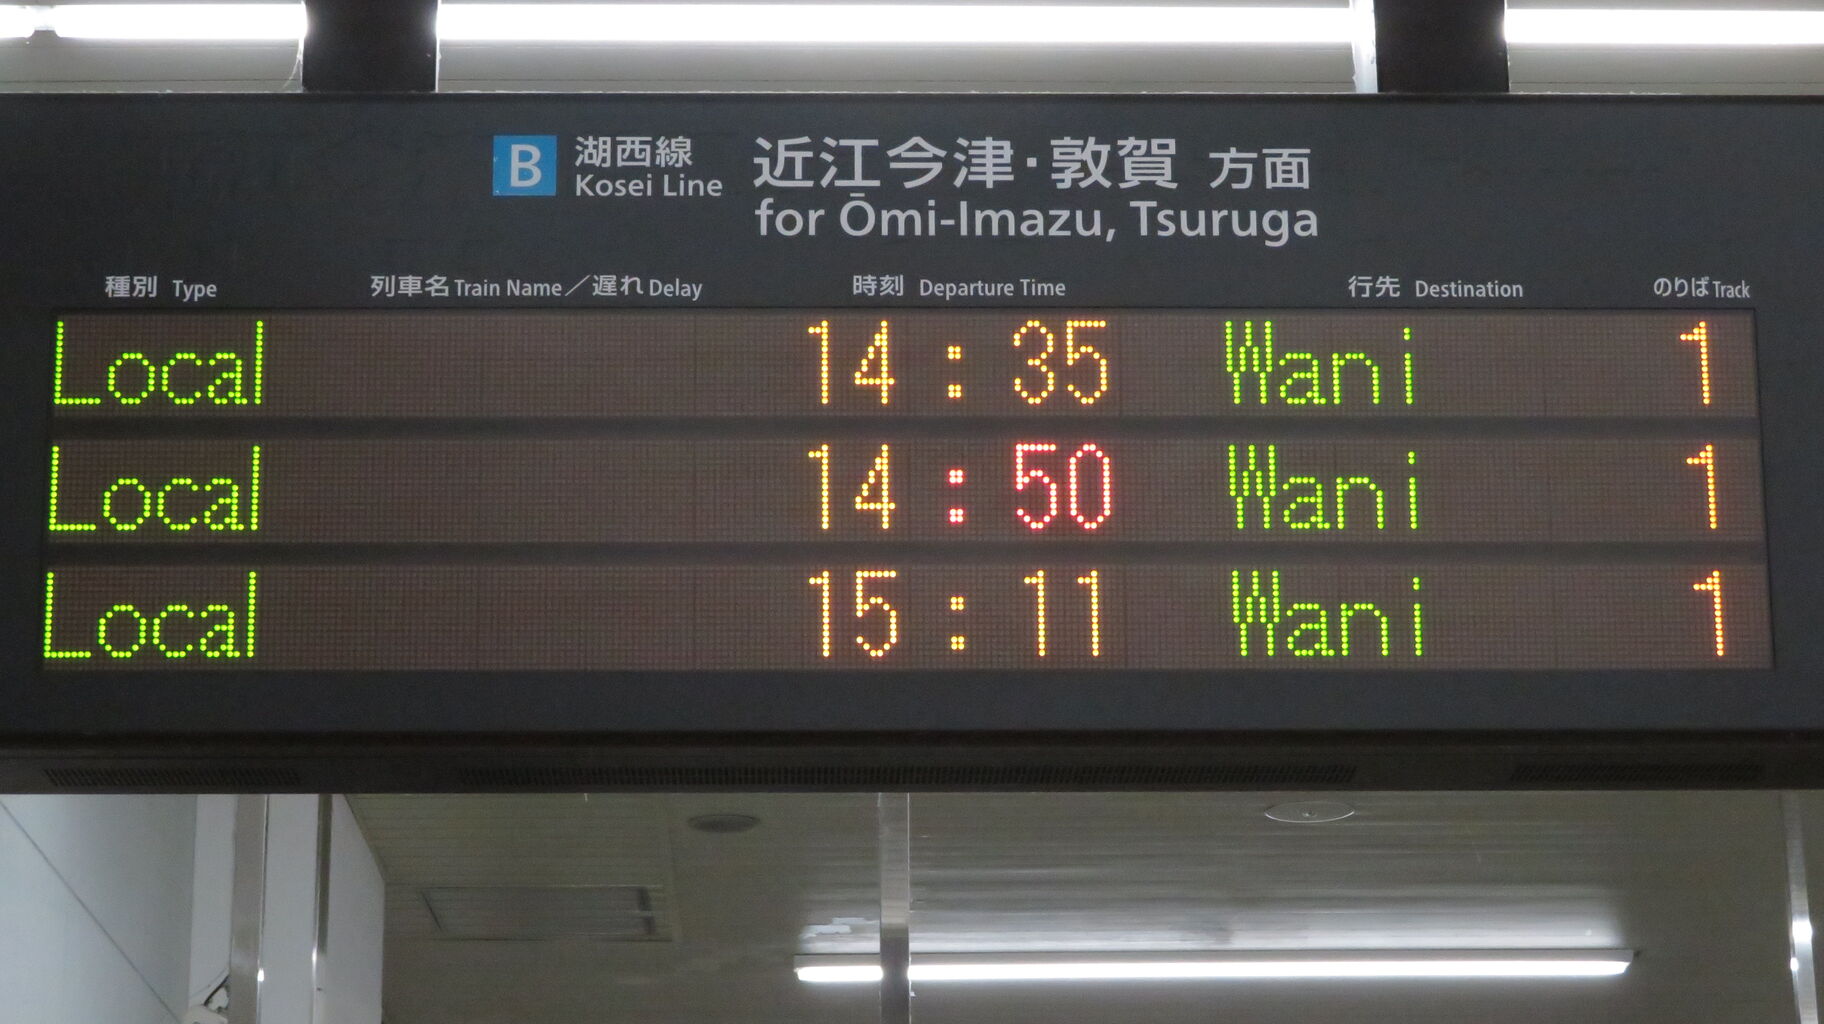 B 湖西線 近江今津・敦賀 方面
Kosei Line for Ōmi-Imazu, Tsuruga
種別 Type 列車名 Train Name／遅れ Delay 時刻 Departure Time 行先 Destination のりば Track
Local 14:35 Wani 1
Local 14:50 Wani 1
Local 15:11 Wani 1